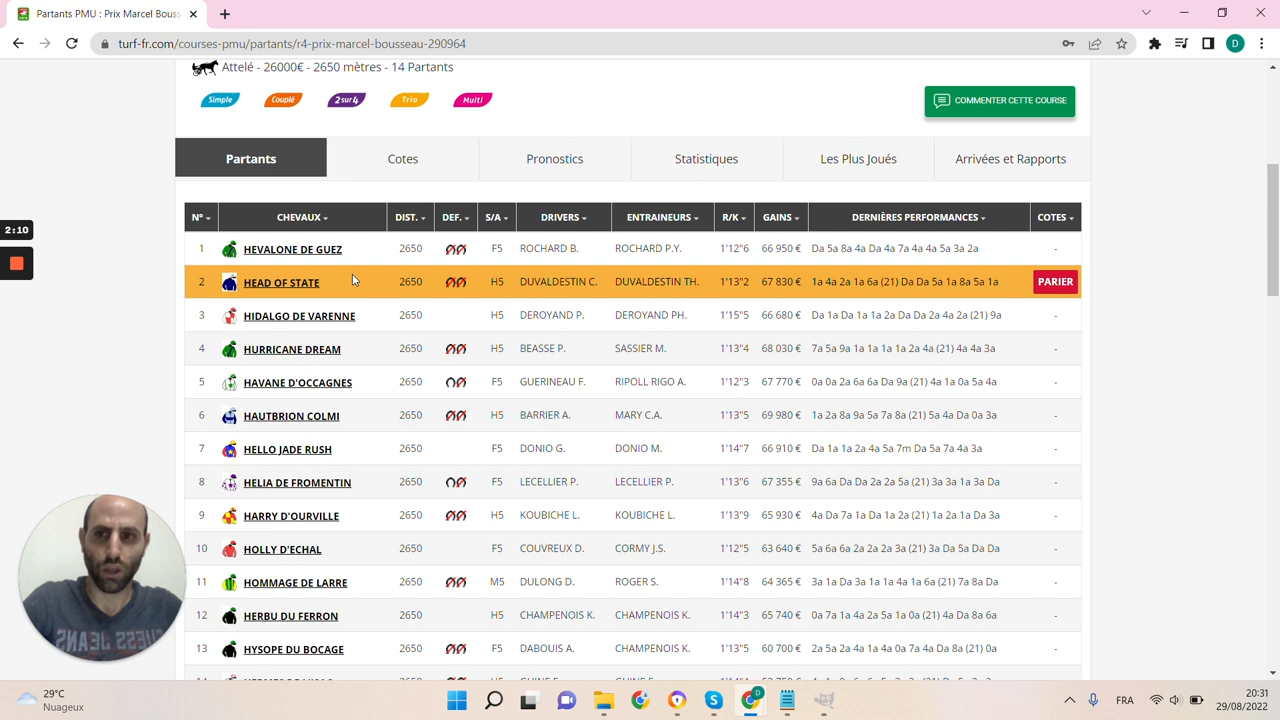 Partants PMU : Prix Marcel Bouss
turf-fr.com/courses-pmu/partants/r4-prix-marcel-bousseau-290964
D
Attelé - 26000€ - 2650 mètres - 14 Partants
Simple Couplé 2 sur 4 Trio Multi
COMMENTER CETTE COURSE
Partants Cotes Pronostics Statistiques Les Plus Joués Arrivées et Rapports
N° CHEVAUX DIST. DEF. S/A DRIVERS ENTRAINEURS R/K GAINS DERNIÈRES PERFORMANCES COTES
2:10
1 HEVALONE DE GUEZ 2650 F5 ROCHARD B. ROCHARD P.Y. 1'12"6 66 950 € Da 5a 8a 4a Da 4a 7a 4a 4a 5a 3a 2a -
2 HEAD OF STATE 2650 H5 DUVALDESTIN C. DUVALDESTIN TH. 1'13"2 67 830 € 1a 4a 2a 1a 6a (21) Da Da 5a 1a 8a 5a 1a PARIER
3 HIDALGO DE VARENNE 2650 H5 DEROYAND P. DEROYAND PH. 1'15"5 66 680 € Da 1a Da 1a 1a 2a Da Da 2a 4a 2a (21) 9a -
4 HURRICANE DREAM 2650 H5 BEASSE P. SASSIER M. 1'13"4 68 030 € 7a 5a 9a 1a 1a 1a 1a 2a 4a (21) 4a 4a 3a -
5 HAVANE D'OCCAGNES 2650 F5 GUERINEAU F. RIPOLL RIGO A. 1'12"3 67 770 € 0a 0a 2a 6a 6a Da 9a (21) 4a 1a 0a 5a 4a -
6 HAUTBRION COLMI 2650 H5 BARRIER A. MARY C.A. 1'13"5 69 980 € 1a 2a 8a 9a 5a 7a 8a (21) 5a 4a Da 0a 3a -
7 HELLO JADE RUSH 2650 F5 DONIO G. DONIO M. 1'14"7 66 910 € Da 1a 1a 2a 4a 5a 7m Da 5a 7a 4a 3a -
8 HELIA DE FROMENTIN 2650 F5 LECELLIER P. LECELLIER P. 1'13"6 67 355 € 9a 6a Da Da 2a 2a 5a (21) 3a 3a 1a 3a Da -
9 HARRY D'OURVILLE 2650 H5 KOUBICHE L. KOUBICHE L. 1'13"9 65 930 € 4a Da 7a 1a Da 1a 2a (21) 1a 2a 1a Da 3a -
10 HOLLY D'ECHAL 2650 F5 COUVREUX D. CORMY J.S. 1'12"5 63 640 € 5a 6a 6a 2a 2a 2a 3a (21) 3a Da 5a Da Da -
11 HOMMAGE DE LARRE 2650 M5 DULONG D. ROGER S. 1'14"8 64 365 € 3a 1a Da 3a 1a 1a 4a 1a 6a (21) 7a 8a Da -
12 HERBU DU FERRON 2650 H5 CHAMPENOIS K. CHAMPENOIS K. 1'14"3 65 740 € 0a 7a 1a 4a 2a 5a 1a 0a (21) 4a Da 8a 6a -
13 HYSOPE DU BOCAGE 2650 F5 DABOUIS A. CHAMPENOIS K. 1'13"5 60 700 € 2a 5a 2a 4a 1a 4a 0a 7a 4a Da 8a (21) 0a -
29°C
Nuageux
FRA
20:31
29/08/2022